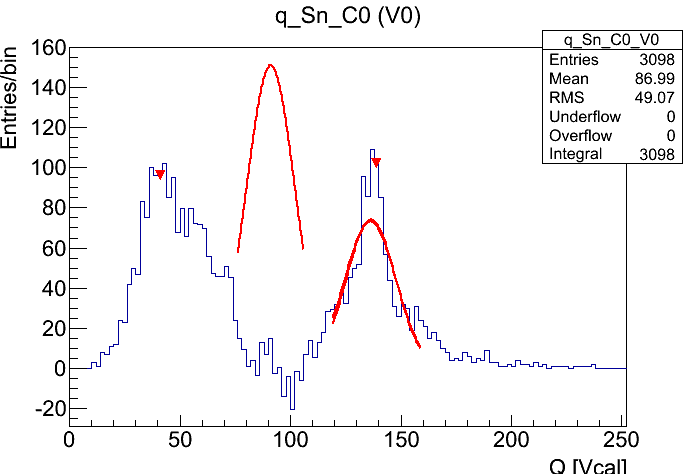 q_Sn_C0 (V0)
q_Sn_C0_V0
Entries 3098
Mean 86.99
RMS 49.07
Underflow 0
Overflow 0
Integral 3098
Entries/bin
160
140
120
100
80
60
40
20
0
-20
0 50 100 150 200 250
Q [Vcal]